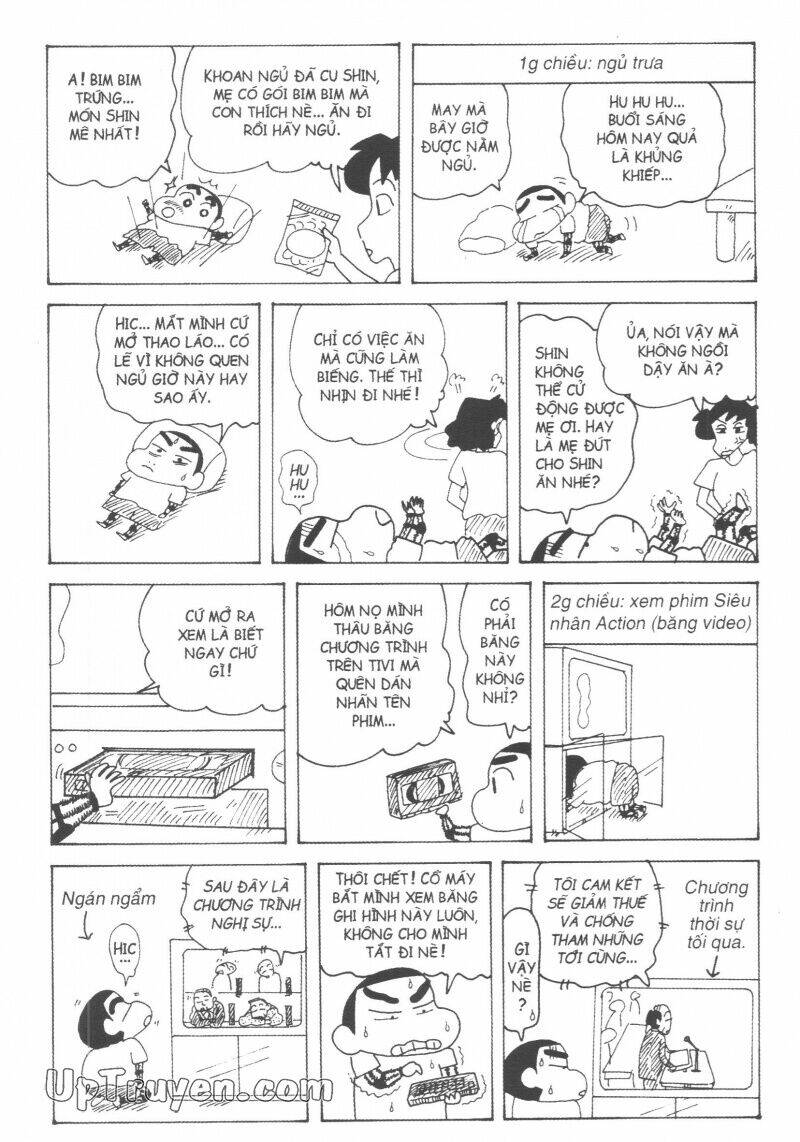 1g chiều: ngủ trưa
HU HU HU...
BUỔI SÁNG
HÔM NAY QUẢ
LÀ KHỦNG
KHIẾP...
MAY MÀ
BÂY GIỜ
ĐƯỢC NẰM
NGỦ.
KHOAN NGỦ ĐÃ CU SHIN,
MẸ CÓ GÓI BIM BIM MÀ
CON THÍCH NÈ... ĂN ĐI
RỒI HÃY NGỦ.
A! BIM BIM
TRỨNG...
MÓN SHIN
MÊ NHẤT!
ỦA, NÓI VẬY MÀ
KHÔNG NGỒI
DẬY ĂN À?
SHIN
KHÔNG
THỂ CỬ
ĐỘNG ĐƯỢC
MẸ ƠI. HAY
LÀ MẸ ĐÚT
CHO SHIN
ĂN NHÉ?
CHỈ CÓ VIỆC ĂN
MÀ CŨNG LÀM
BIẾNG. THẾ THÌ
NHỊN ĐI NHÉ!
HU
HU
...
HIC... MẮT MÌNH CỨ
MỞ THAO LÁO... CÓ
LẼ VÌ KHÔNG QUEN
NGỦ GIỜ NÀY HAY
SAO ẤY.
2g chiều: xem phim Siêu
nhân Action (băng video)
CÓ
PHẢI
BĂNG
NÀY
KHÔNG
NHỈ?
HÔM NỌ MÌNH
THÂU BĂNG
CHƯƠNG TRÌNH
TRÊN TIVI MÀ
QUÊN DÁN
NHÃN TÊN
PHIM...
CỨ MỞ RA
XEM LÀ BIẾT
NGAY CHỨ
GÌ!
Chương
trình
thời sự
tối qua.
TÔI CAM KẾT
SẼ GIẢM THUẾ
VÀ CHỐNG
THAM NHŨNG
TỚI CÙNG...
GÌ
VẬY
NÈ
?
THÔI CHẾT! CỖ MÁY
BẮT MÌNH XEM BĂNG
GHI HÌNH NÀY LUÔN,
KHÔNG CHO MÌNH
TẮT ĐI NÈ!
SAU ĐÂY LÀ
CHƯƠNG TRÌNH
NGHỊ SỰ...
Ngán ngẩm
HIC
...
UpTruyen.com